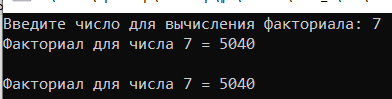 Введите число для вычисления факториала: 7
Факториал для числа 7 = 5040
Факториал для числа 7 = 5040